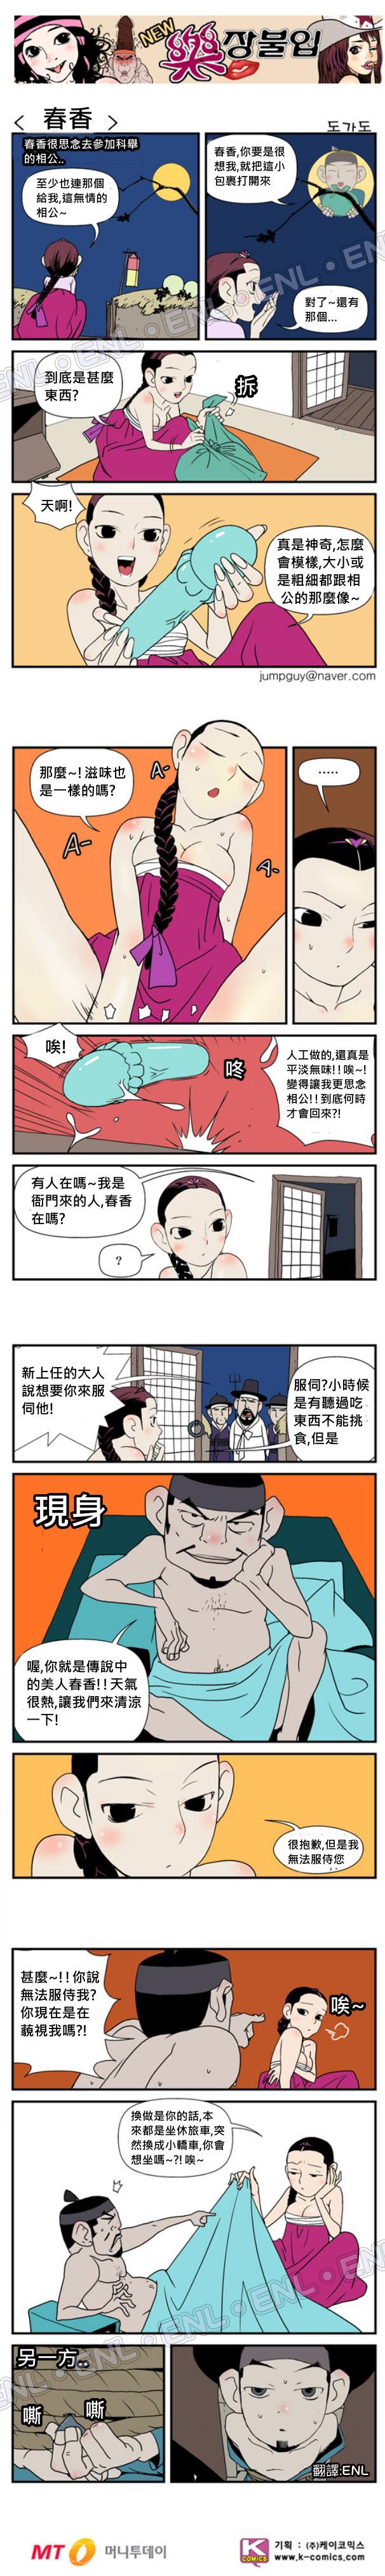 NEW 樂 장불입
< 春香 >
도가도
春香很思念去參加科舉
的相公..
至少也連那個
給我,這無情的
相公~
春香,你要是很
想我,就把這小
包裹打開來
對了~還有
那個...
到底是甚麼
東西?
拆
天啊!
真是神奇,怎麼
會模樣,大小或
是粗細都跟相
公的那麼像~
jumpguy@naver.com
那麼~!滋味也
是一樣的嗎?
A-
A-
A-
.....
唉!
咚
人工做的,還真是
平淡無味!!唉~!
變得讓我更思念
相公!!到底何時
才會回來?!
有人在嗎~我是
衙門來的人,春香
在嗎?
?
新上任的大人
說想要你來服
伺他!
服伺?小時候
是有聽過吃
東西不能挑
食,但是
現身
喔,你就是傳說中
的美人春香!!天氣
很熱,讓我們來清涼
一下!
很抱歉,但是我
無法服侍您
甚麼~!!你說
無法服侍我?
你現在是在
藐視我嗎?!
唉~
換做是你的話,本
來都是坐休旅車,突
然換成小轎車,你會
想坐嗎~?!唉~
另一方..
嘶
嘶
翻譯:ENL
ENL • ENL • ENL • ENL
MT 머니투데이
K COMICS
기획 : (주)케이코믹스
www.k-comics.com